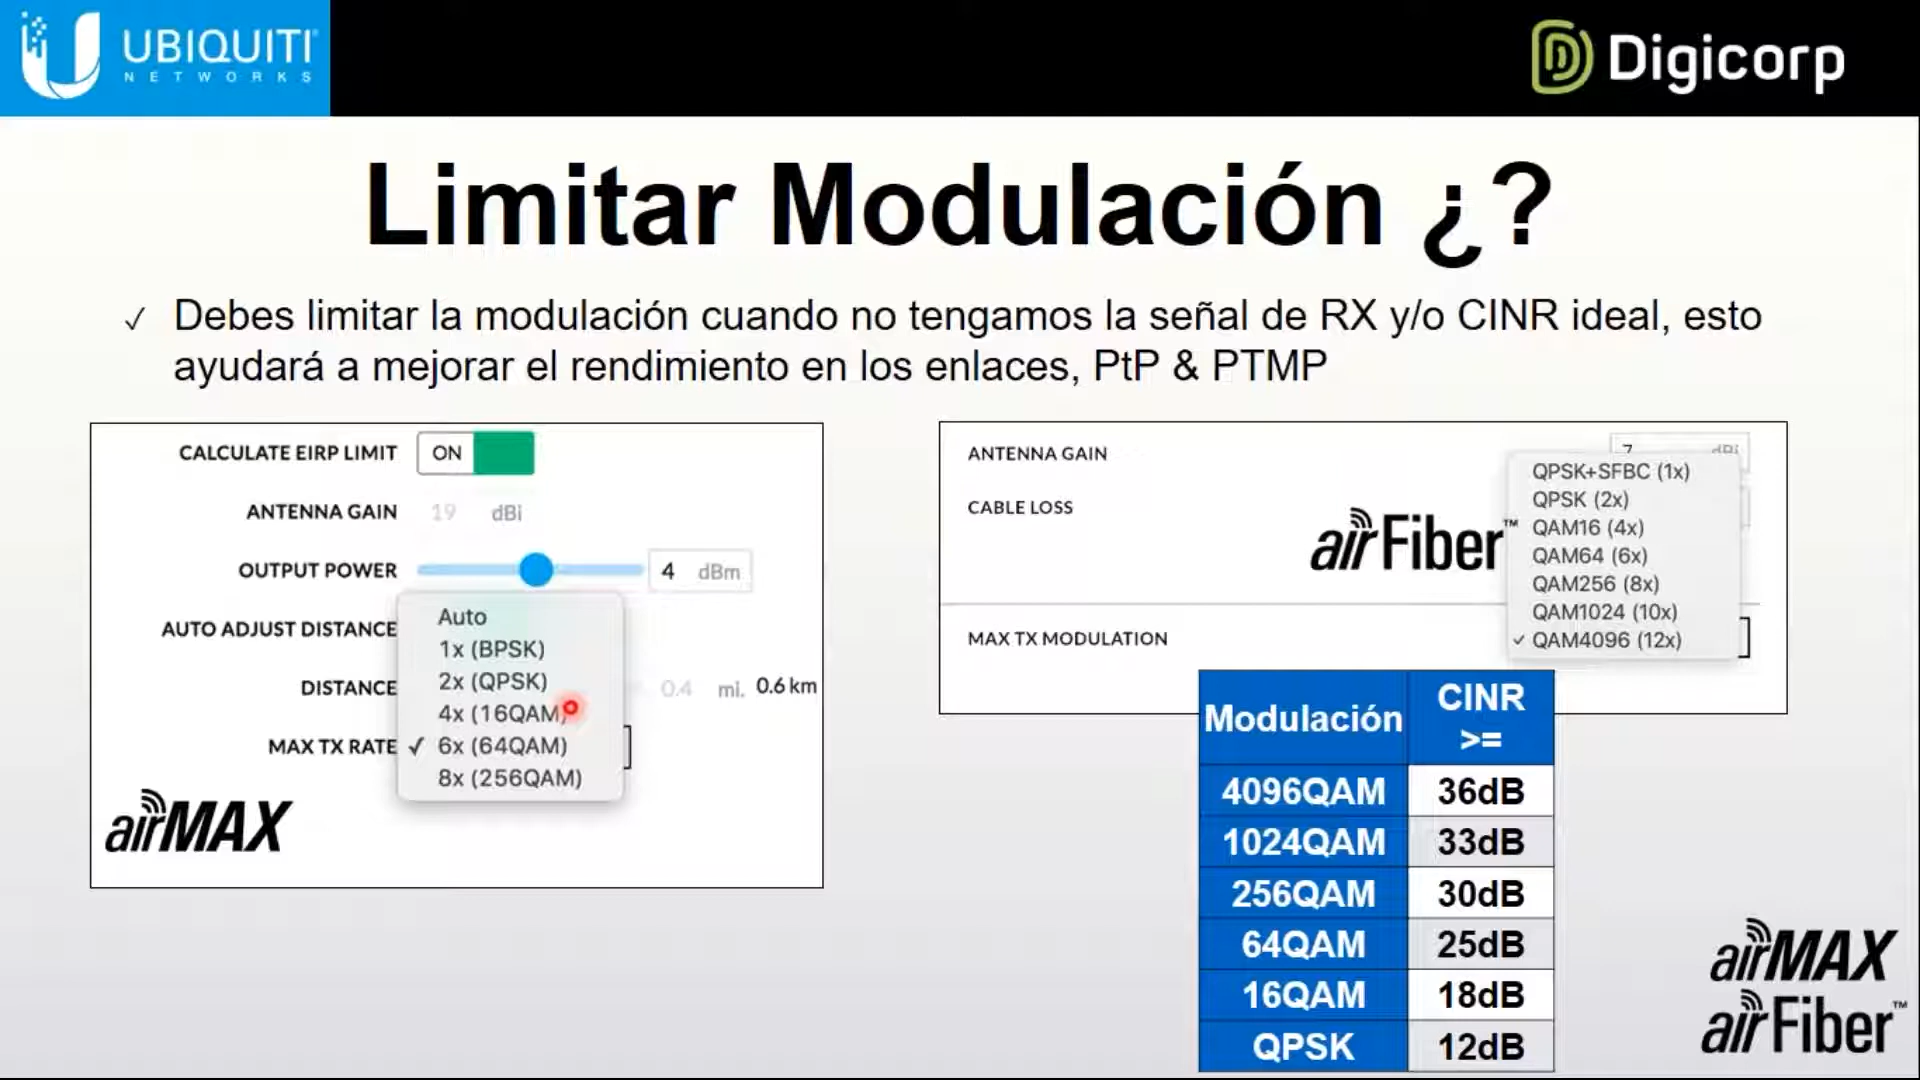 UBIQUITI
NETWORKS
Digicorp
Limitar Modulación ¿?
✓ Debes limitar la modulación cuando no tengamos la señal de RX y/o CINR ideal, esto
ayudará a mejorar el rendimiento en los enlaces, PtP & PTMP
CALCULATE EIRP LIMIT ON
ANTENNA GAIN 19 dBi
OUTPUT POWER 4 dBm
AUTO ADJUST DISTANCE
DISTANCE 0.4 mi. 0.6 km
MAX TX RATE
Auto
1x (BPSK)
2x (QPSK)
4x (16QAM)
✓ 6x (64QAM)
8x (256QAM)
airMAX
ANTENNA GAIN 7 dBi
CABLE LOSS
airFiber™
MAX TX MODULATION
QPSK+SFBC (1x)
QPSK (2x)
QAM16 (4x)
QAM64 (6x)
QAM256 (8x)
QAM1024 (10x)
✓ QAM4096 (12x)
Modulación CINR >=
4096QAM 36dB
1024QAM 33dB
256QAM 30dB
64QAM 25dB
16QAM 18dB
QPSK 12dB
airMAX
airFiber™